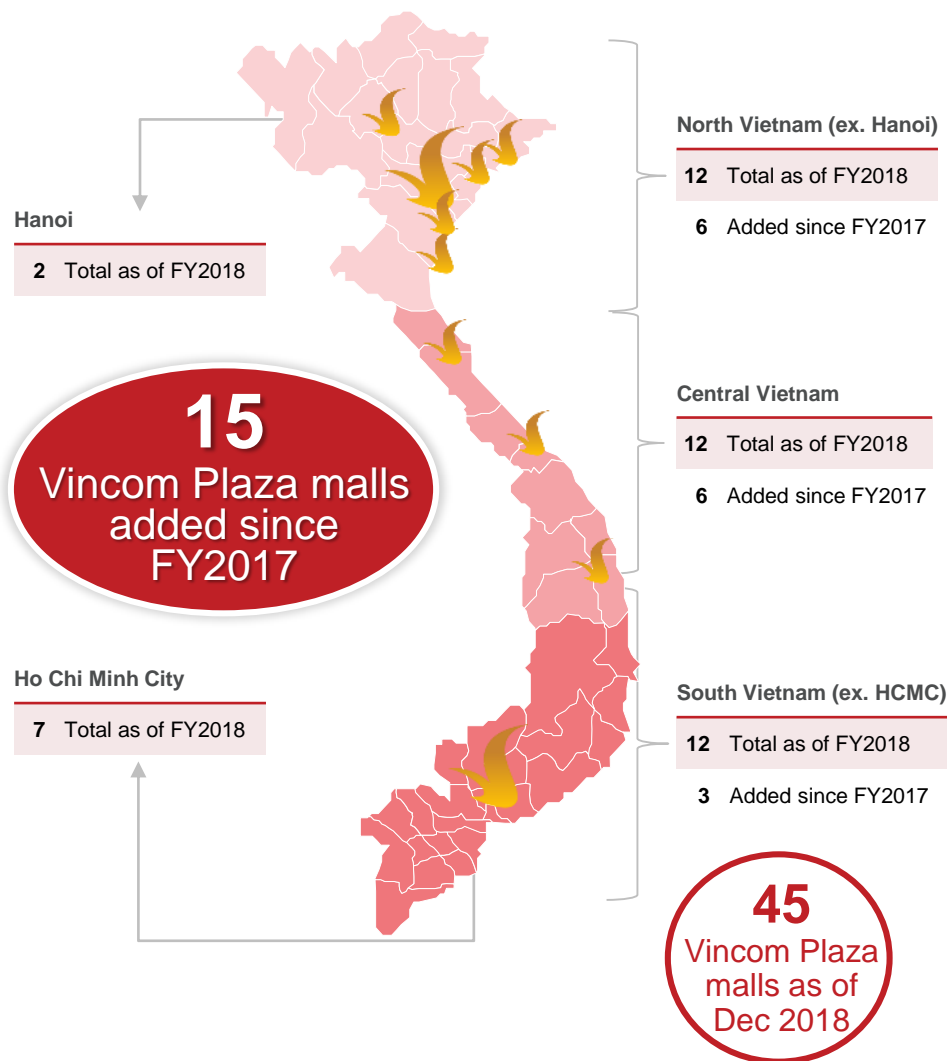 North Vietnam (ex. Hanoi)
12 Total as of FY2018
6 Added since FY2017
Hanoi
2 Total as of FY2018
15
Vincom Plaza malls
added since
FY2017
Central Vietnam
12 Total as of FY2018
6 Added since FY2017
Ho Chi Minh City
7 Total as of FY2018
South Vietnam (ex. HCMC)
12 Total as of FY2018
3 Added since FY2017
45
Vincom Plaza
malls as of
Dec 2018